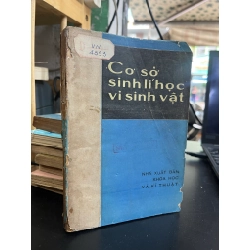 Cơ sở
sinh lí học
vi sinh vật
NHÀ XUẤT BẢN
KHOA HỌC
VÀ KỸ THUẬT